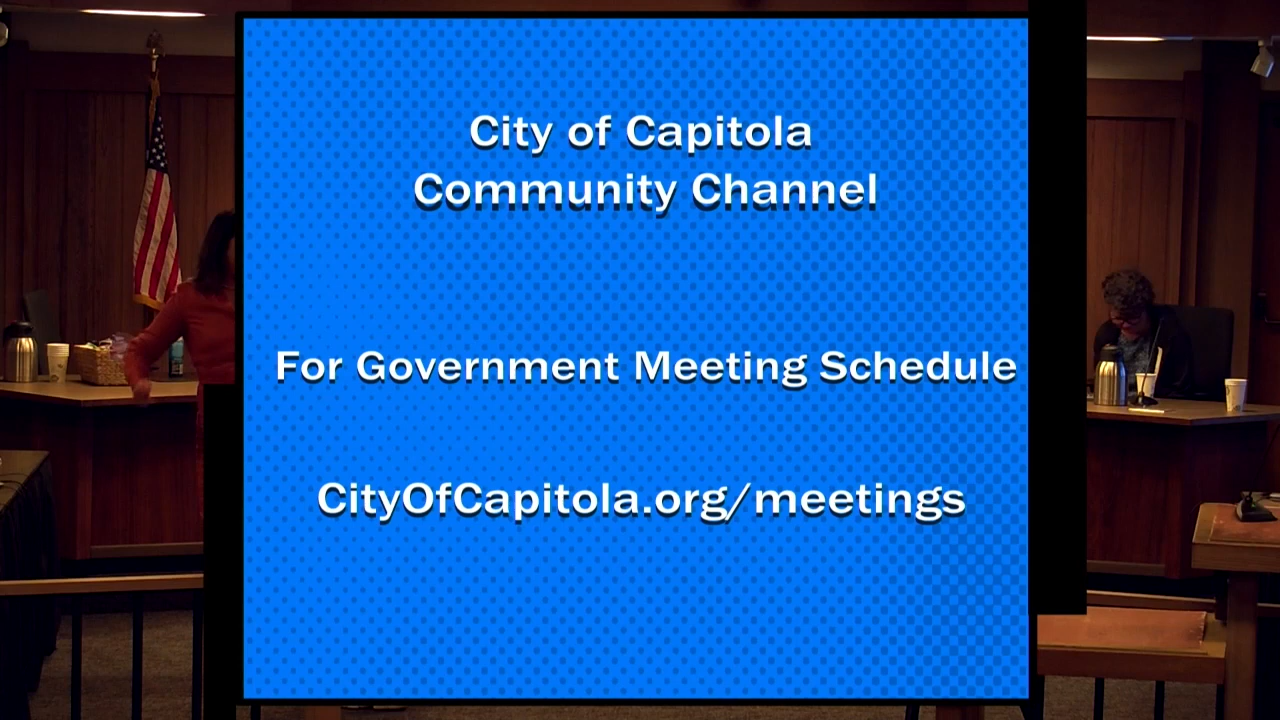 City of Capitola
Community Channel
For Government Meeting Schedule
CityOfCapitola.org/meetings